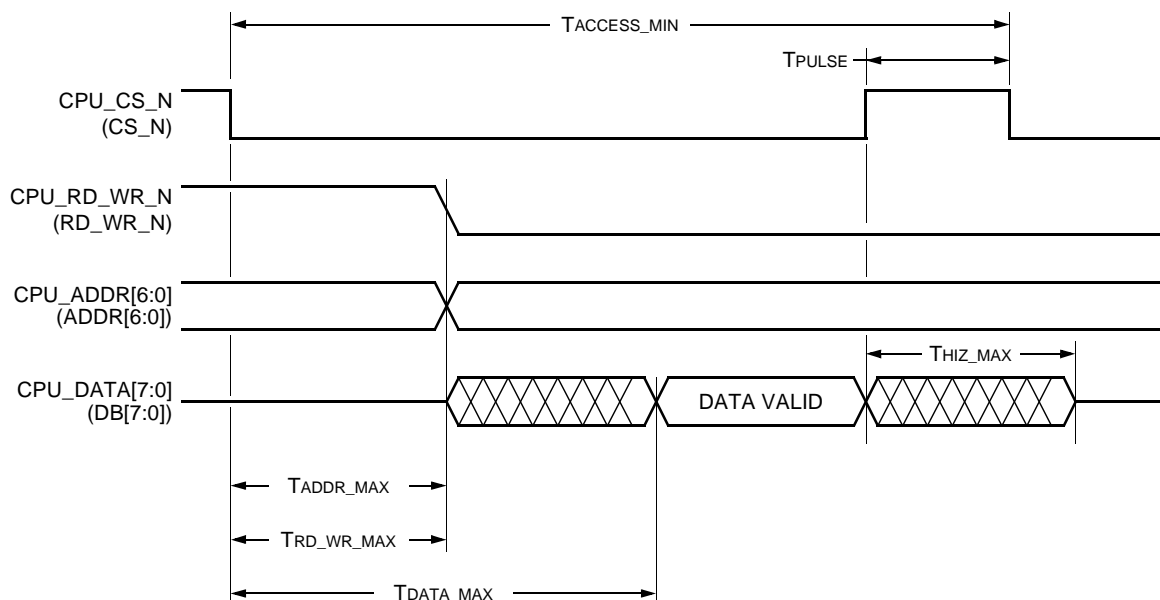 TACCESS_MIN
TPULSE
CPU_CS_N
(CS_N)
CPU_RD_WR_N
(RD_WR_N)
CPU_ADDR[6:0]
(ADDR[6:0])
THIZ_MAX
CPU_DATA[7:0]
(DB[7:0])
DATA VALID
TADDR_MAX
TRD_WR_MAX
TDATA_MAX